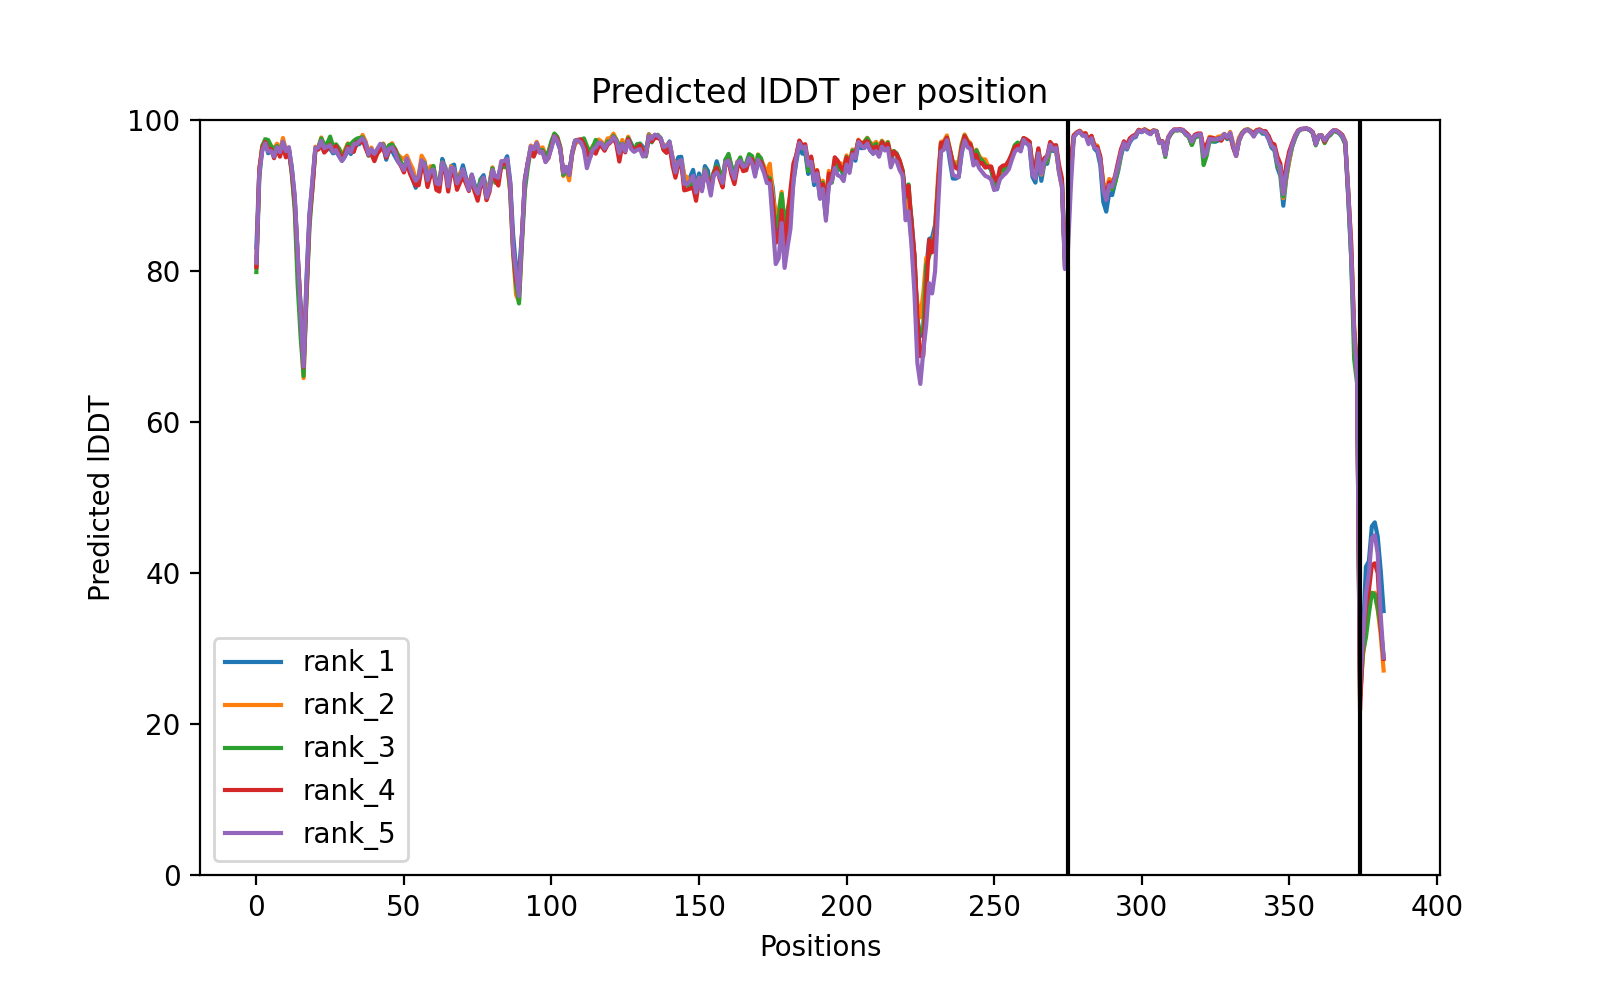 Predicted lDDT per position
Predicted lDDT
100
80
60
40
20
0
rank_1
rank_2
rank_3
rank_4
rank_5
0 50 100 150 200 250 300 350 400
Positions